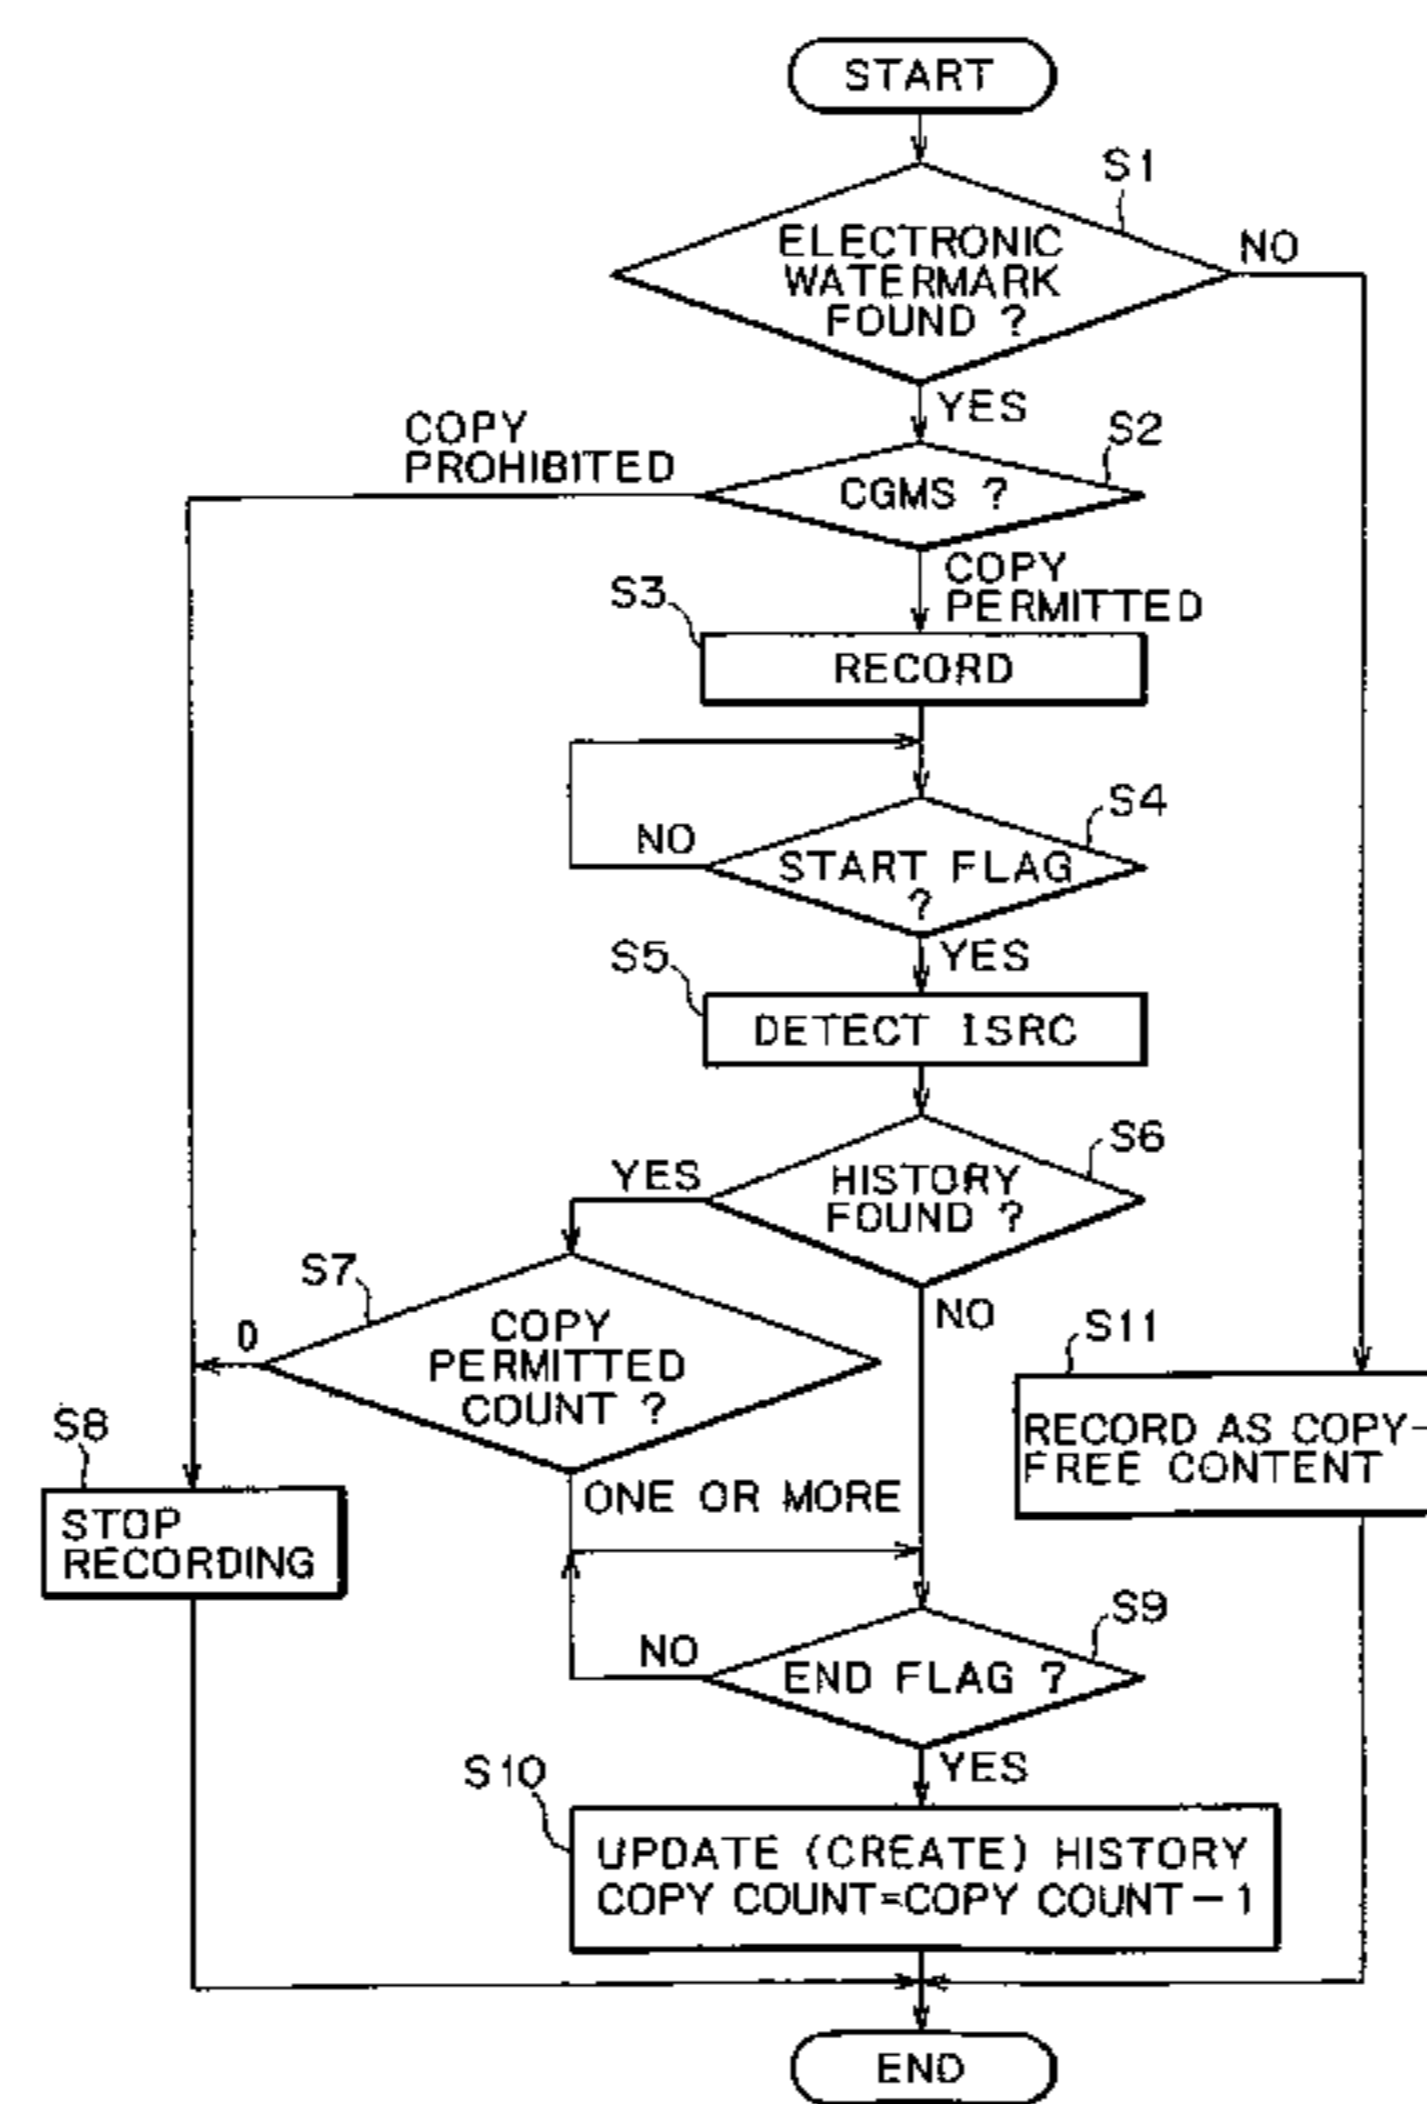 START
S1
ELECTRONIC
WATERMARK
FOUND ?
NO
YES
COPY
PROHIBITED
S2
CGMS ?
COPY
PERMITTED
S3
RECORD
S4
NO
START FLAG
?
YES
S5
DETECT ISRC
S6
YES
HISTORY
FOUND ?
NO
S7
0
COPY
PERMITTED
COUNT ?
S11
RECORD AS COPY-
FREE CONTENT
S8
STOP
RECORDING
ONE OR MORE
S9
NO
END FLAG ?
YES
S10
UPDATE (CREATE) HISTORY
COPY COUNT=COPY COUNT-1
END